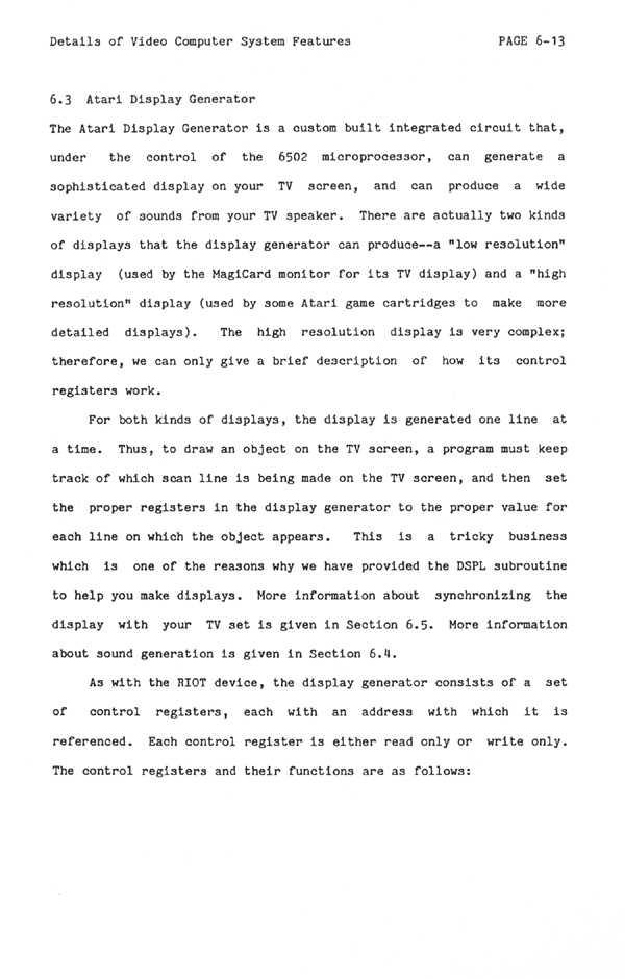 Details of Video Computer System Features PAGE 6-13
6.3 Atari Display Generator
The Atari Display Generator is a custom built integrated circuit that,
under the control of the 6502 microprocessor, can generate a
sophisticated display on your TV screen, and can produce a wide
variety of sounds from your TV speaker. There are actually two kinds
of displays that the display generator can produce--a "low resolution"
display (used by the MagiCard monitor for its TV display) and a "high
resolution" display (used by some Atari game cartridges to make more
detailed displays). The high resolution display is very complex;
therefore, we can only give a brief description of how its control
registers work.
For both kinds of displays, the display is generated one line at
a time. Thus, to draw an object on the TV screen, a program must keep
track of which scan line is being made on the TV screen, and then set
the proper registers in the display generator to the proper value for
each line on which the object appears. This is a tricky business
which is one of the reasons why we have provided the DSPL subroutine
to help you make displays. More information about synchronizing the
display with your TV set is given in Section 6.5. More information
about sound generation is given in Section 6.4.
As with the RIOT device, the display generator consists of a set
of control registers, each with an address with which it is
referenced. Each control register is either read only or write only.
The control registers and their functions are as follows: